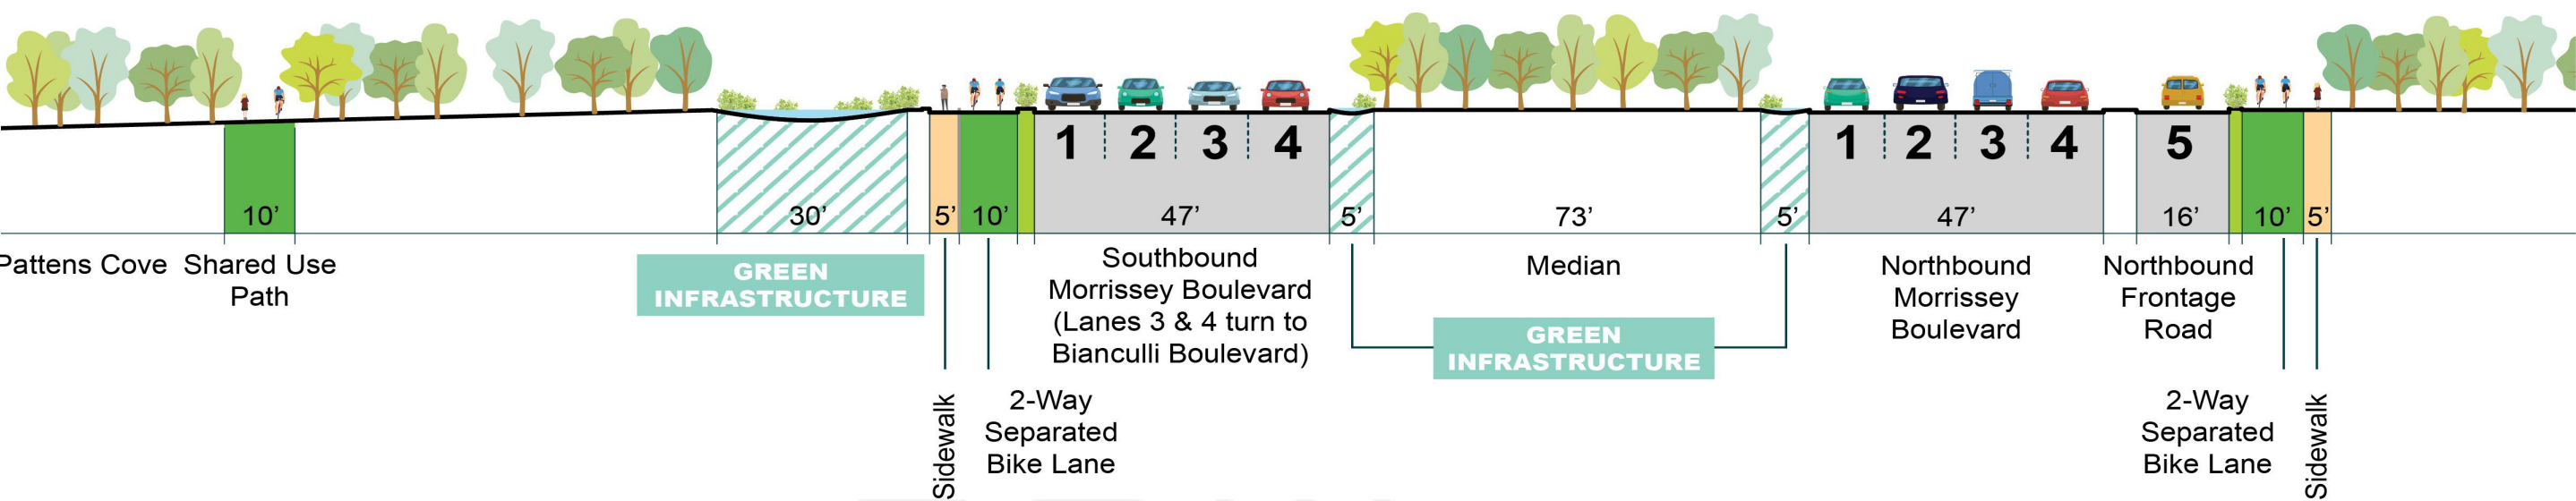 1 2 3 4
1 2 3 4
5
10’
30’
5’
10’
47’
5’
73’
5’
47’
16’
10’
5’
Pattens Cove
Shared Use
Path
GREEN
INFRASTRUCTURE
Southbound
Morrissey Boulevard
(Lanes 3 & 4 turn to
Bianculli Boulevard)
Median
GREEN
INFRASTRUCTURE
Northbound
Morrissey
Boulevard
Northbound
Frontage
Road
Sidewalk
2-Way
Separated
Bike Lane
2-Way
Separated
Bike Lane
Sidewalk